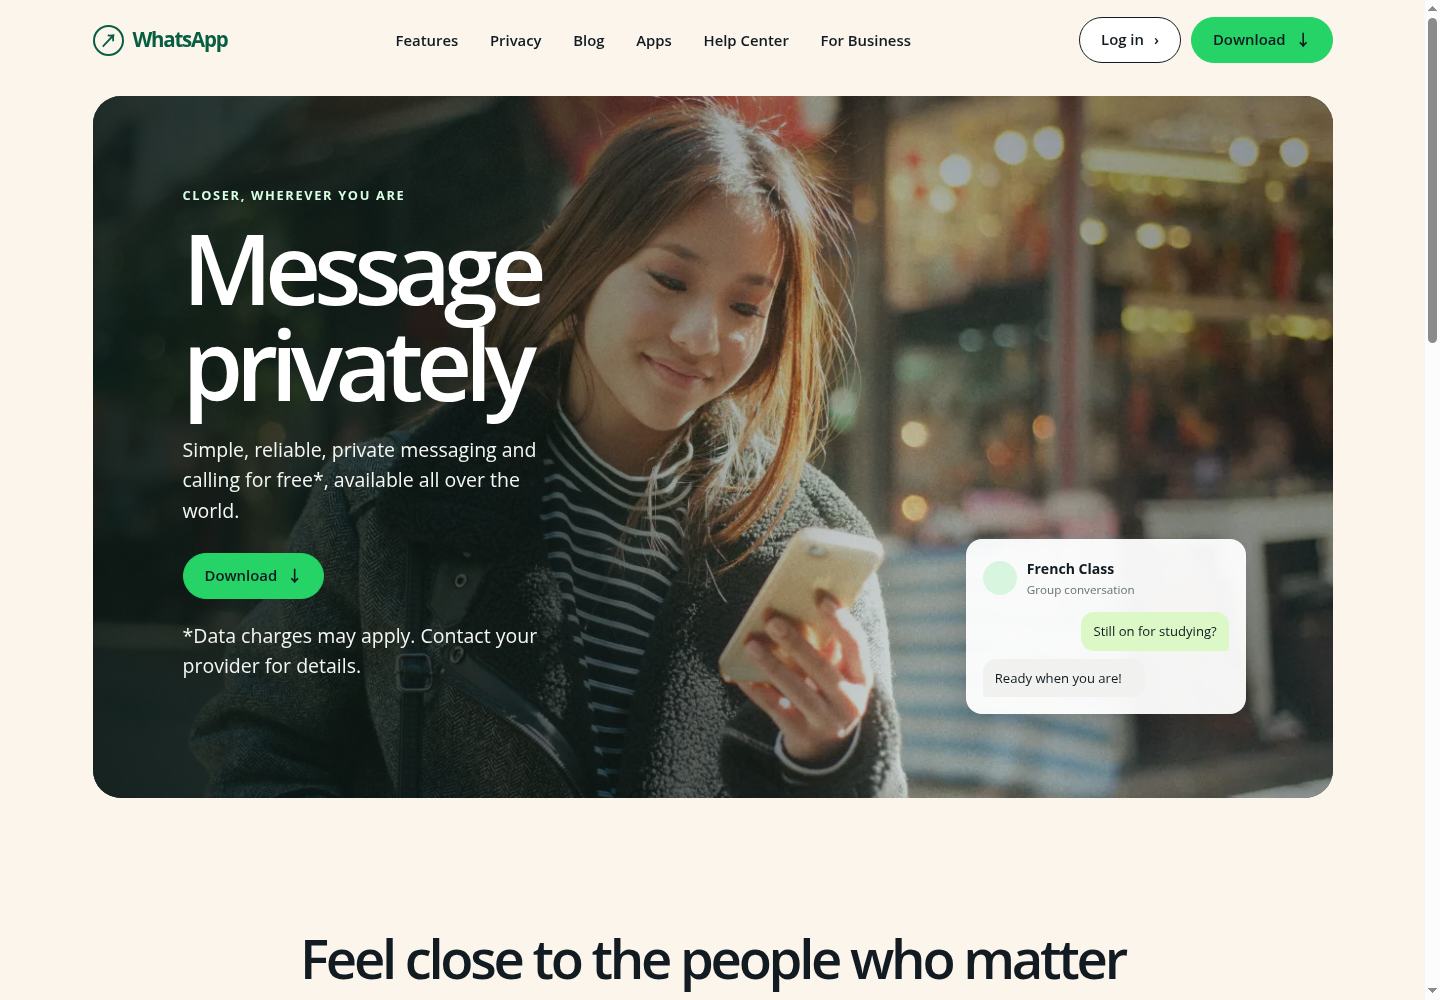 WhatsApp
Features
Privacy
Blog
Apps
Help Center
For Business
Log in ›
Download ↓
CLOSER, WHEREVER YOU ARE
Message
privately
Simple, reliable, private messaging and
calling for free*, available all over the
world.
Download ↓
*Data charges may apply. Contact your
provider for details.
French Class
Group conversation
Still on for studying?
Ready when you are!
Feel close to the people who matter